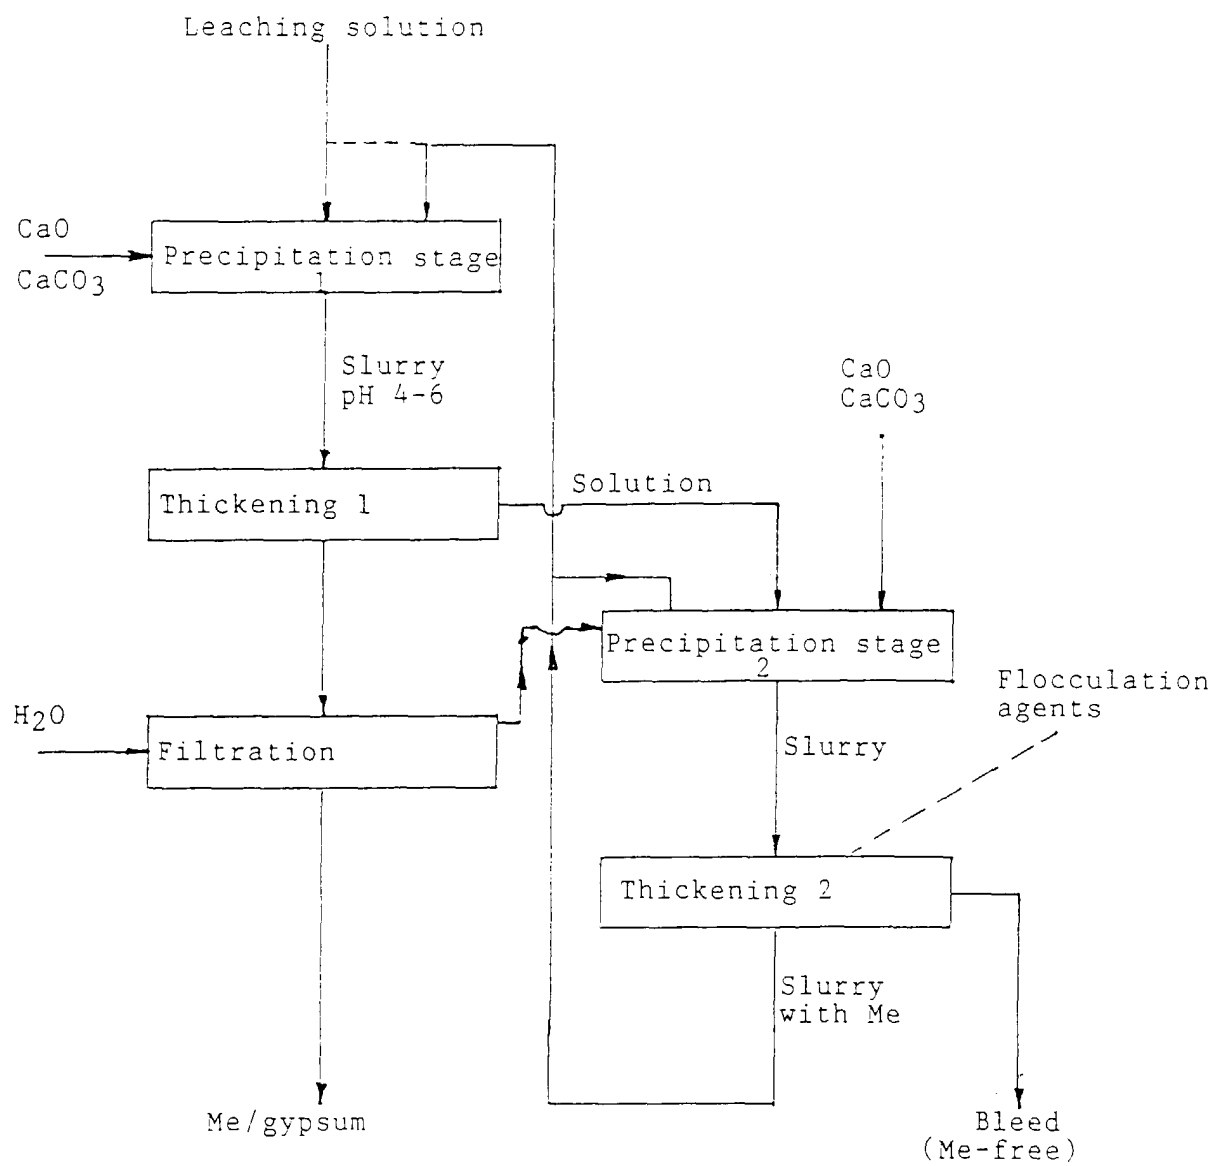 Leaching solution
CaO
CaCO3
Precipitation stage
1
Slurry
pH 4-6
CaO
CaCO3
Thickening 1
Solution
Precipitation stage
2
Flocculation
agents
H2O
Filtration
Slurry
Thickening 2
Slurry
with Me
Me/gypsum
Bleed
(Me-free)